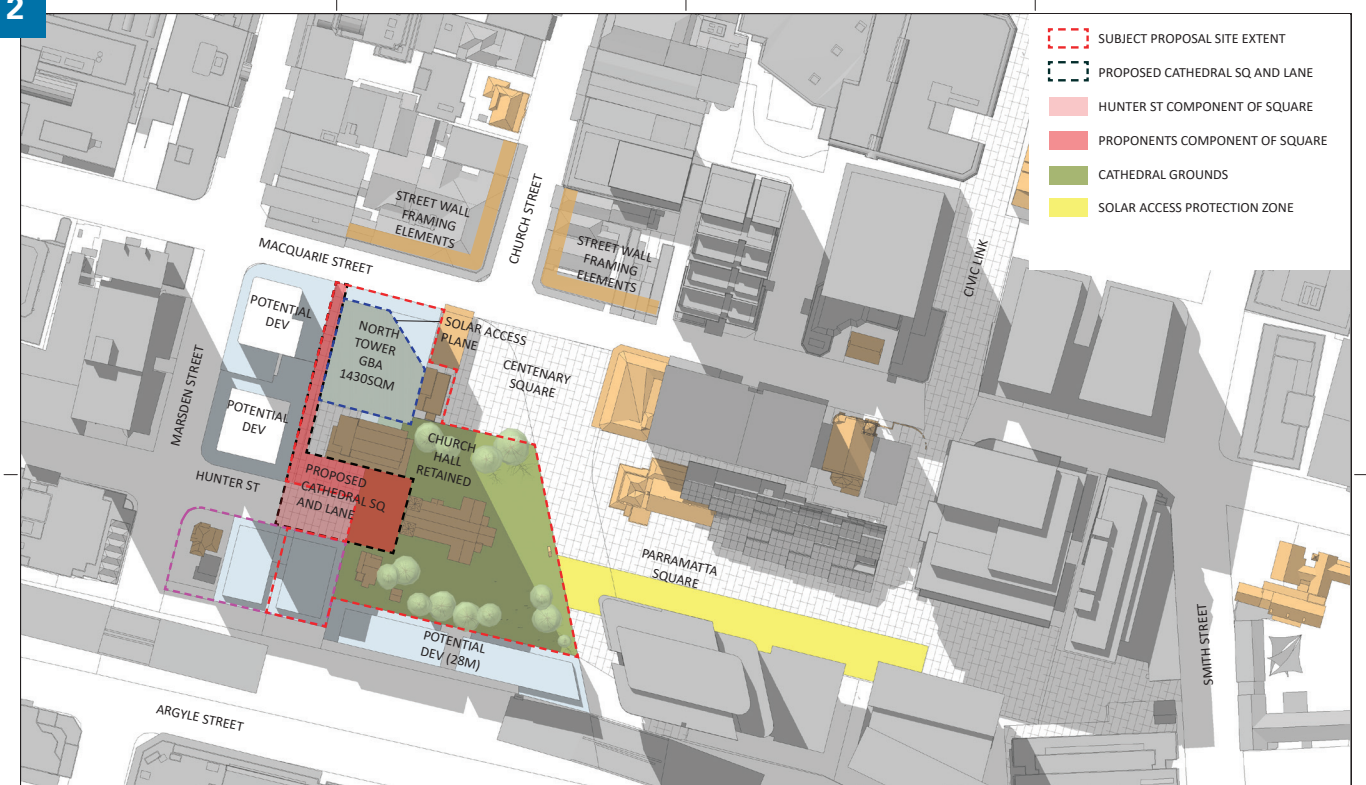 2
SUBJECT PROPOSAL SITE EXTENT
PROPOSED CATHEDRAL SQ AND LANE
HUNTER ST COMPONENT OF SQUARE
PROPONENTS COMPONENT OF SQUARE
CATHEDRAL GROUNDS
SOLAR ACCESS PROTECTION ZONE
STREET WALL
FRAMING
ELEMENTS
CHURCH STREET
STREET WALL
FRAMING
ELEMENTS
CIVIC LINK
MACQUARIE STREET
POTENTIAL
DEV
NORTH
TOWER
GBA
1430SQM
SOLAR ACCESS
PLANE
CENTENARY
SQUARE
MARSDEN STREET
POTENTIAL
DEV
CHURCH
HALL
RETAINED
HUNTER ST
PROPOSED
CATHEDRAL SQ
AND LANE
PARRAMATTA
SQUARE
POTENTIAL
DEV (28M)
SMITH STREET
ARGYLE STREET